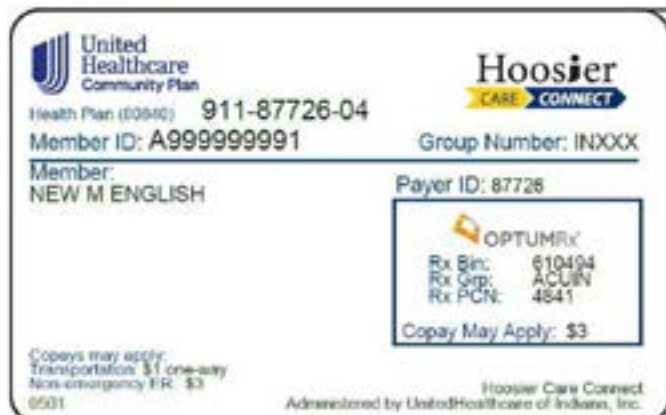 United
Healthcare
Community Plan
Hoosier
CARE CONNECT
Health Plan (80840) 911-87726-04
Member ID: A999999991 Group Number: INXXX
Member:
NEW M ENGLISH
Payer ID: 87726
OPTUMRx
Rx Bin: 610494
Rx Grp: ACUIN
Rx PCN: 4841
Copay May Apply: $3
Copays may apply:
Transportation: $1 one-way
Non-emergency ER: $3
0501
Hoosier Care Connect
Administered by UnitedHealthcare of Indiana, Inc.